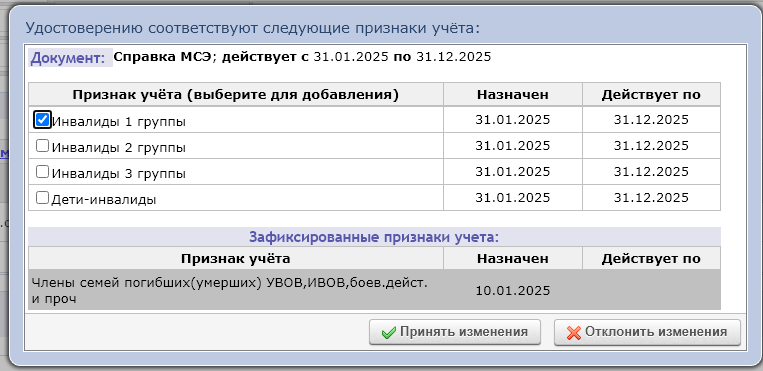 Удостоверению соответствуют следующие признаки учёта:
Документ: Справка МСЭ; действует с 31.01.2025 по 31.12.2025
Признак учёта (выберите для добавления) Назначен Действует по
Инвалиды 1 группы 31.01.2025 31.12.2025
Инвалиды 2 группы 31.01.2025 31.12.2025
Инвалиды 3 группы 31.01.2025 31.12.2025
Дети-инвалиды 31.01.2025 31.12.2025
Зафиксированные признаки учета:
Признак учёта Назначен Действует по
Члены семей погибших(умерших) УВОВ,ИВОВ,боев.дейст.
и проч 10.01.2025
Принять изменения Отклонить изменения